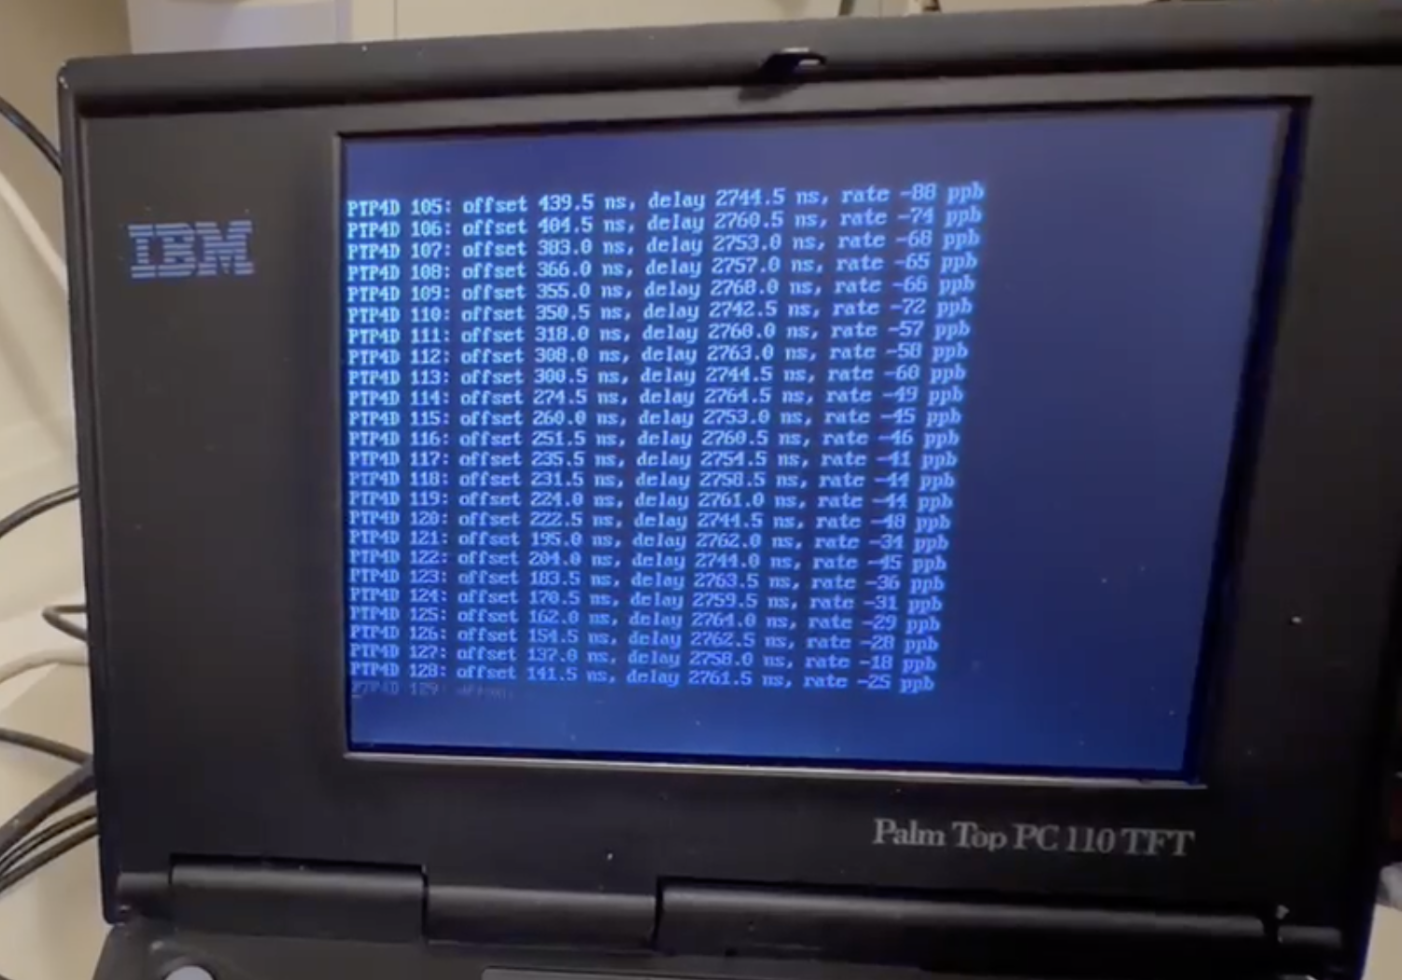 IBM
PTP4D 105: offset 439.5 ns, delay 2744.5 ns, rate -88 ppb
PTP4D 106: offset 404.5 ns, delay 2760.5 ns, rate -74 ppb
PTP4D 107: offset 383.0 ns, delay 2753.0 ns, rate -68 ppb
PTP4D 108: offset 366.0 ns, delay 2757.0 ns, rate -65 ppb
PTP4D 109: offset 355.0 ns, delay 2768.0 ns, rate -66 ppb
PTP4D 110: offset 350.5 ns, delay 2742.5 ns, rate -72 ppb
PTP4D 111: offset 318.0 ns, delay 2760.0 ns, rate -57 ppb
PTP4D 112: offset 308.0 ns, delay 2763.0 ns, rate -58 ppb
PTP4D 113: offset 300.5 ns, delay 2744.5 ns, rate -60 ppb
PTP4D 114: offset 274.5 ns, delay 2764.5 ns, rate -49 ppb
PTP4D 115: offset 260.0 ns, delay 2753.0 ns, rate -45 ppb
PTP4D 116: offset 251.5 ns, delay 2760.5 ns, rate -46 ppb
PTP4D 117: offset 235.5 ns, delay 2754.5 ns, rate -41 ppb
PTP4D 118: offset 231.5 ns, delay 2758.5 ns, rate -44 ppb
PTP4D 119: offset 224.0 ns, delay 2761.0 ns, rate -44 ppb
PTP4D 120: offset 222.5 ns, delay 2744.5 ns, rate -48 ppb
PTP4D 121: offset 195.0 ns, delay 2762.0 ns, rate -34 ppb
PTP4D 122: offset 204.0 ns, delay 2744.0 ns, rate -45 ppb
PTP4D 123: offset 183.5 ns, delay 2763.5 ns, rate -36 ppb
PTP4D 124: offset 170.5 ns, delay 2759.5 ns, rate -31 ppb
PTP4D 125: offset 162.0 ns, delay 2764.0 ns, rate -29 ppb
PTP4D 126: offset 154.5 ns, delay 2762.5 ns, rate -28 ppb
PTP4D 127: offset 137.0 ns, delay 2758.0 ns, rate -18 ppb
PTP4D 128: offset 141.5 ns, delay 2761.5 ns, rate -25 ppb
PTP4D 129: offset
Palm Top PC 110 TFT